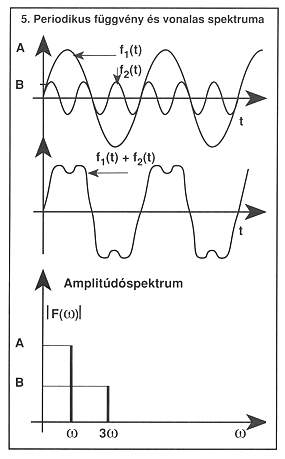 5. Periodikus függvény és vonalas spektruma
A
f₁(t)
f₂(t)
B
t
f₁(t) + f₂(t)
t
Amplitúdóspektrum
|F(ω)|
A
B
ω 3ω ω